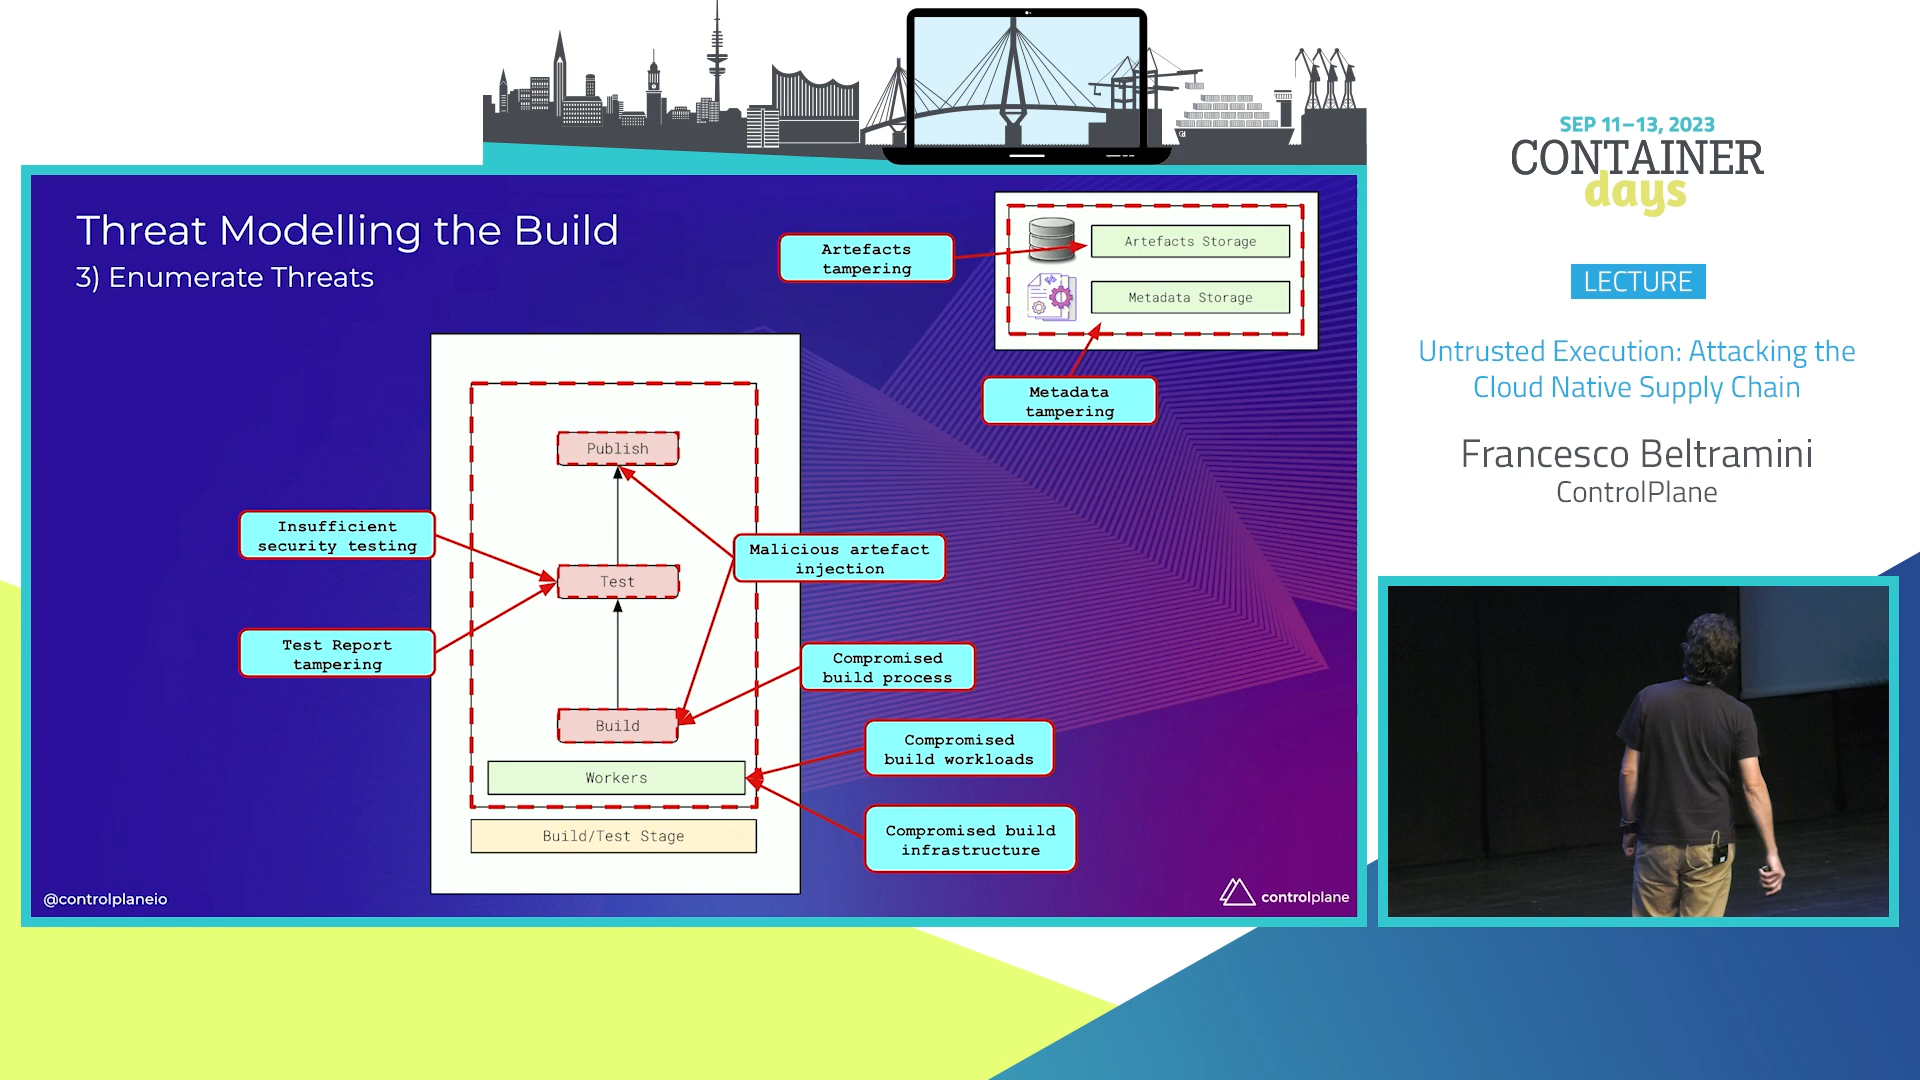 SEP 11–13, 2023
CONTAINER
days
LECTURE
Untrusted Execution: Attacking the
Cloud Native Supply Chain
Francesco Beltramini
ControlPlane
Threat Modelling the Build
3) Enumerate Threats
Artefacts
tampering
Artefacts Storage
Metadata Storage
Metadata
tampering
Publish
Insufficient
security testing
Malicious artefact
injection
Test
Test Report
tampering
Compromised
build process
Build
Compromised
build workloads
Workers
Compromised build
infrastructure
Build/Test Stage
@controlplaneio
controlplane